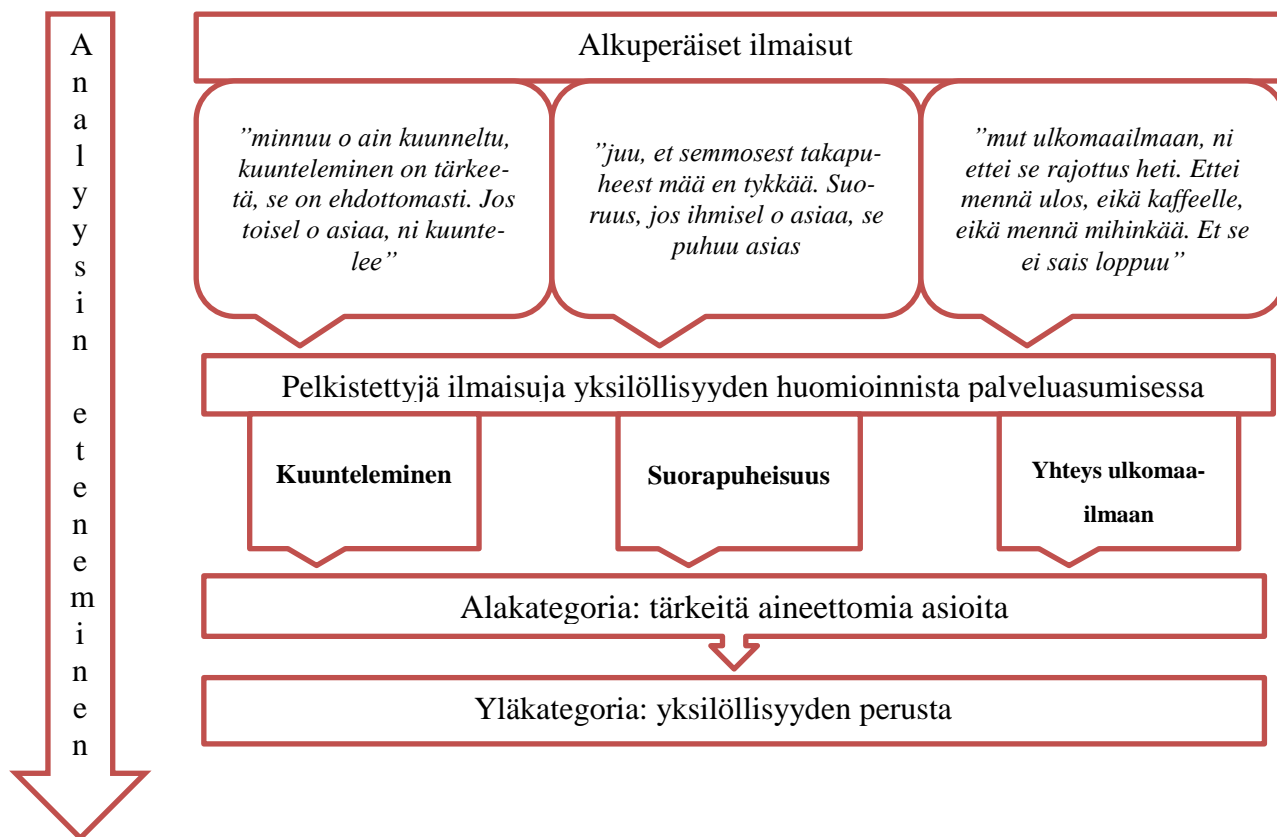 Analyysin eteneminen
Alkuperäiset ilmaisut
”minnuu o ain kuunneltu,
kuunteleminen on tärkee-
tä, se on ehdottomasti. Jos
toisel o asiaa, ni kuunte-
lee”
”juu, et semmosest takapu-
heest mää en tykkää. Suo-
ruus, jos ihmisel o asiaa, se
puhuu asias
”mut ulkomaailmaan, ni
ettei se rajottus heti. Ettei
mennä ulos, eikä kaffeelle,
eikä mennä mihinkää. Et se
ei sais loppuu”
Pelkistettyjä ilmaisuja yksilöllisyyden huomioinnista palveluasumisessa
Kuunteleminen
Suorapuheisuus
Yhteys ulkomaa-
ilmaan
Alakategoria: tärkeitä aineettomia asioita
Yläkategoria: yksilöllisyyden perusta